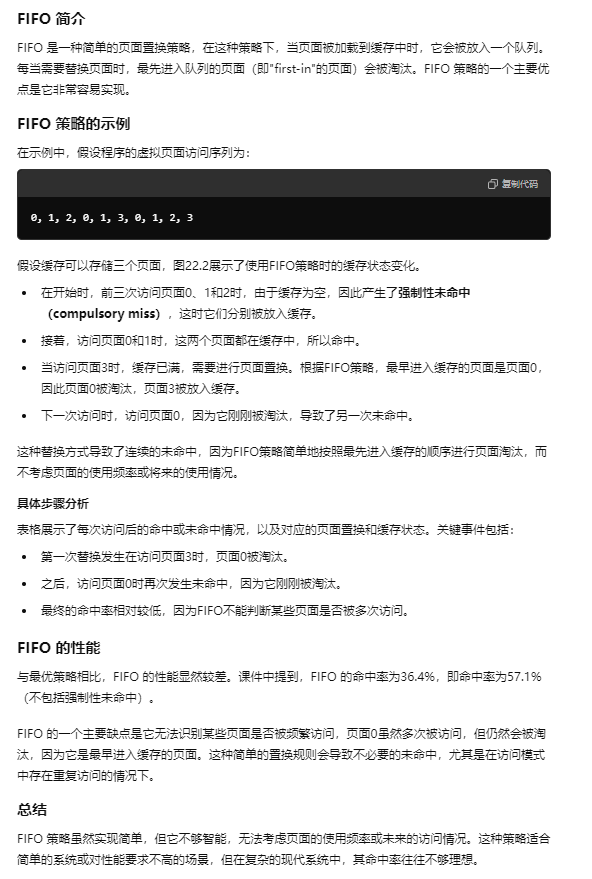 FIFO 简介
FIFO 是一种简单的页面置换策略，在这种策略下，当页面被加载到缓存中时，它会被放入一个队列。
每当需要替换页面时，最先进入队列的页面（即"first-in"的页面）会被淘汰。FIFO 策略的一个主要优
点是它非常容易实现。
FIFO 策略的示例
在示例中，假设程序的虚拟页面访问序列为：
复制代码
0, 1, 2, 0, 1, 3, 0, 1, 2, 3
假设缓存可以存储三个页面，图22.2展示了使用FIFO策略时的缓存状态变化。
• 在开始时，前三次访问页面0、1和2时，由于缓存为空，因此产生了强制性未命中
（compulsory miss），这时它们分别被放入缓存。
• 接着，访问页面0和1时，这两个页面都在缓存中，所以命中。
• 当访问页面3时，缓存已满，需要进行页面置换。根据FIFO策略，最早进入缓存的页面是页面0，
因此页面0被淘汰，页面3被放入缓存。
• 下一次访问时，访问页面0，因为它刚刚被淘汰，导致了另一次未命中。
这种替换方式导致了连续的未命中，因为FIFO策略简单地按照最先进入缓存的顺序进行页面淘汰，而
不考虑页面的使用频率或将来的使用情况。
具体步骤分析
表格展示了每次访问后的命中或未命中情况，以及对应的页面置换和缓存状态。关键事件包括：
• 第一次替换发生在访问页面3时，页面0被淘汰。
• 之后，访问页面0时再次发生未命中，因为它刚刚被淘汰。
• 最终的命中率相对较低，因为FIFO不能判断某些页面是否被多次访问。
FIFO 的性能
与最优策略相比，FIFO 的性能显然较差。课件中提到，FIFO 的命中率为36.4%，即命中率为57.1%
（不包括强制性未命中）。
FIFO 的一个主要缺点是它无法识别某些页面是否被频繁访问，页面0虽然多次被访问，但仍然会被淘
汰，因为它是最早进入缓存的页面。这种简单的置换规则会导致不必要的未命中，尤其是在访问模式
中存在重复访问的情况下。
总结
FIFO 策略虽然实现简单，但它不够智能，无法考虑页面的使用频率或未来的访问情况。这种策略适合
简单的系统或对性能要求不高的场景，但在复杂的现代系统中，其命中率往往不够理想。